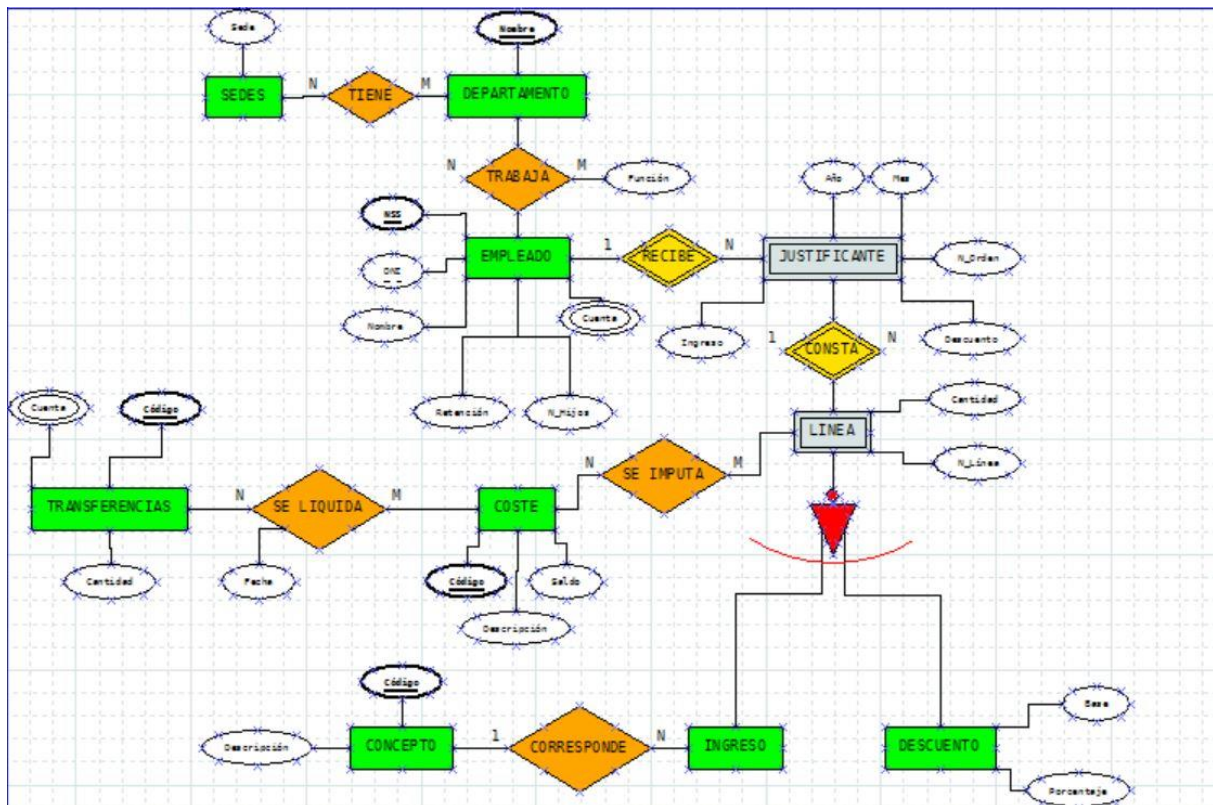 Sede
Nombre
SEDES
N
TIENE
M
DEPARTAMENTO
N
TRABAJA
M
Función
Año
Mes
NSS
EMPLEADO
1
RECIBE
N
JUSTIFICANTE
N_Orden
DNI
Nombre
Cuenta
Ingreso
1
CONSTA
N
Descuento
Retención
N_Hijos
Cantidad
Cuenta
Código
LINEA
N_Línea
N
SE IMPUTA
M
TRANSFERENCIAS
N
SE LIQUIDA
M
COSTE
Cantidad
Fecha
Código
Saldo
Descripción
Código
Base
Descripción
CONCEPTO
1
CORRESPONDE
N
INGRESO
DESCUENTO
Porcentaje